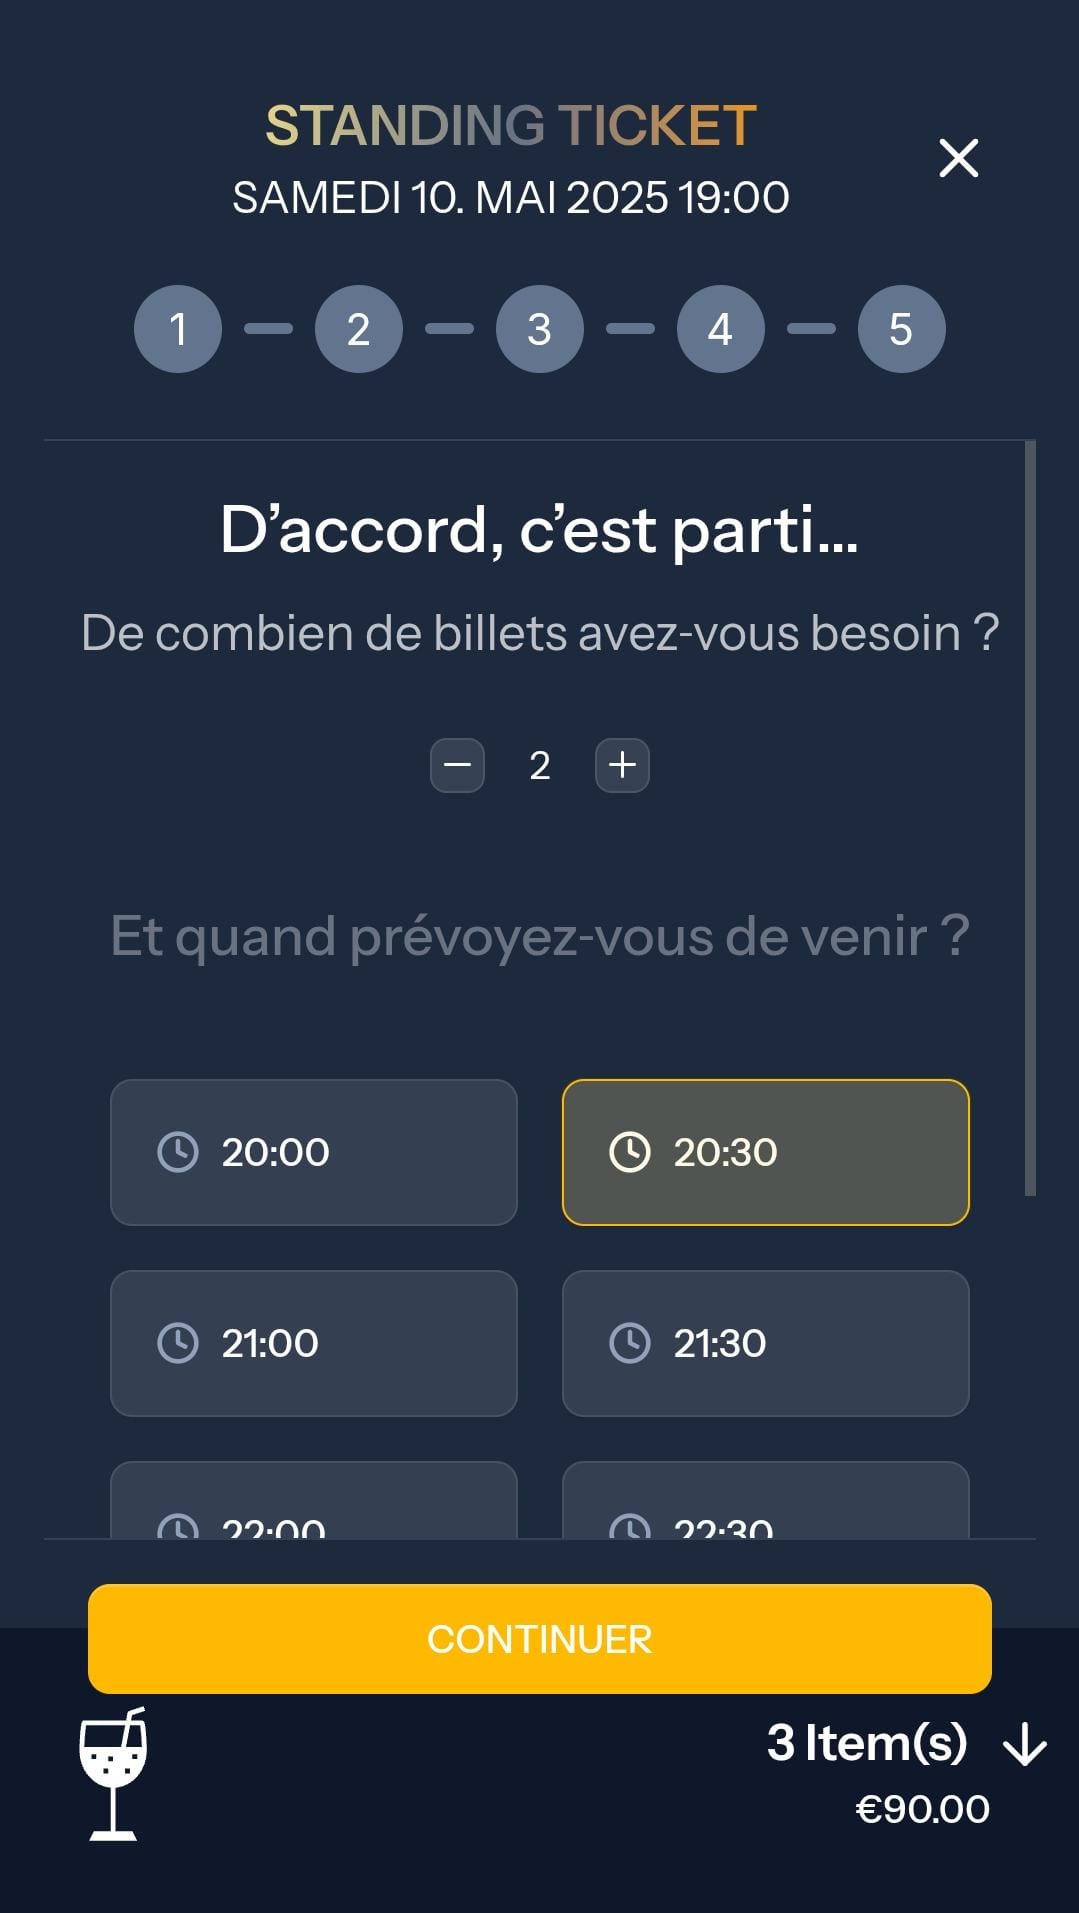 STANDING TICKET
SAMEDI 10. MAI 2025 19:00
1 2 3 4 5
D’accord, c’est parti...
De combien de billets avez-vous besoin ?
2
Et quand prévoyez-vous de venir ?
20:00 20:30
21:00 21:30
22:00 22:30
CONTINUER
3 Item(s)
€90.00